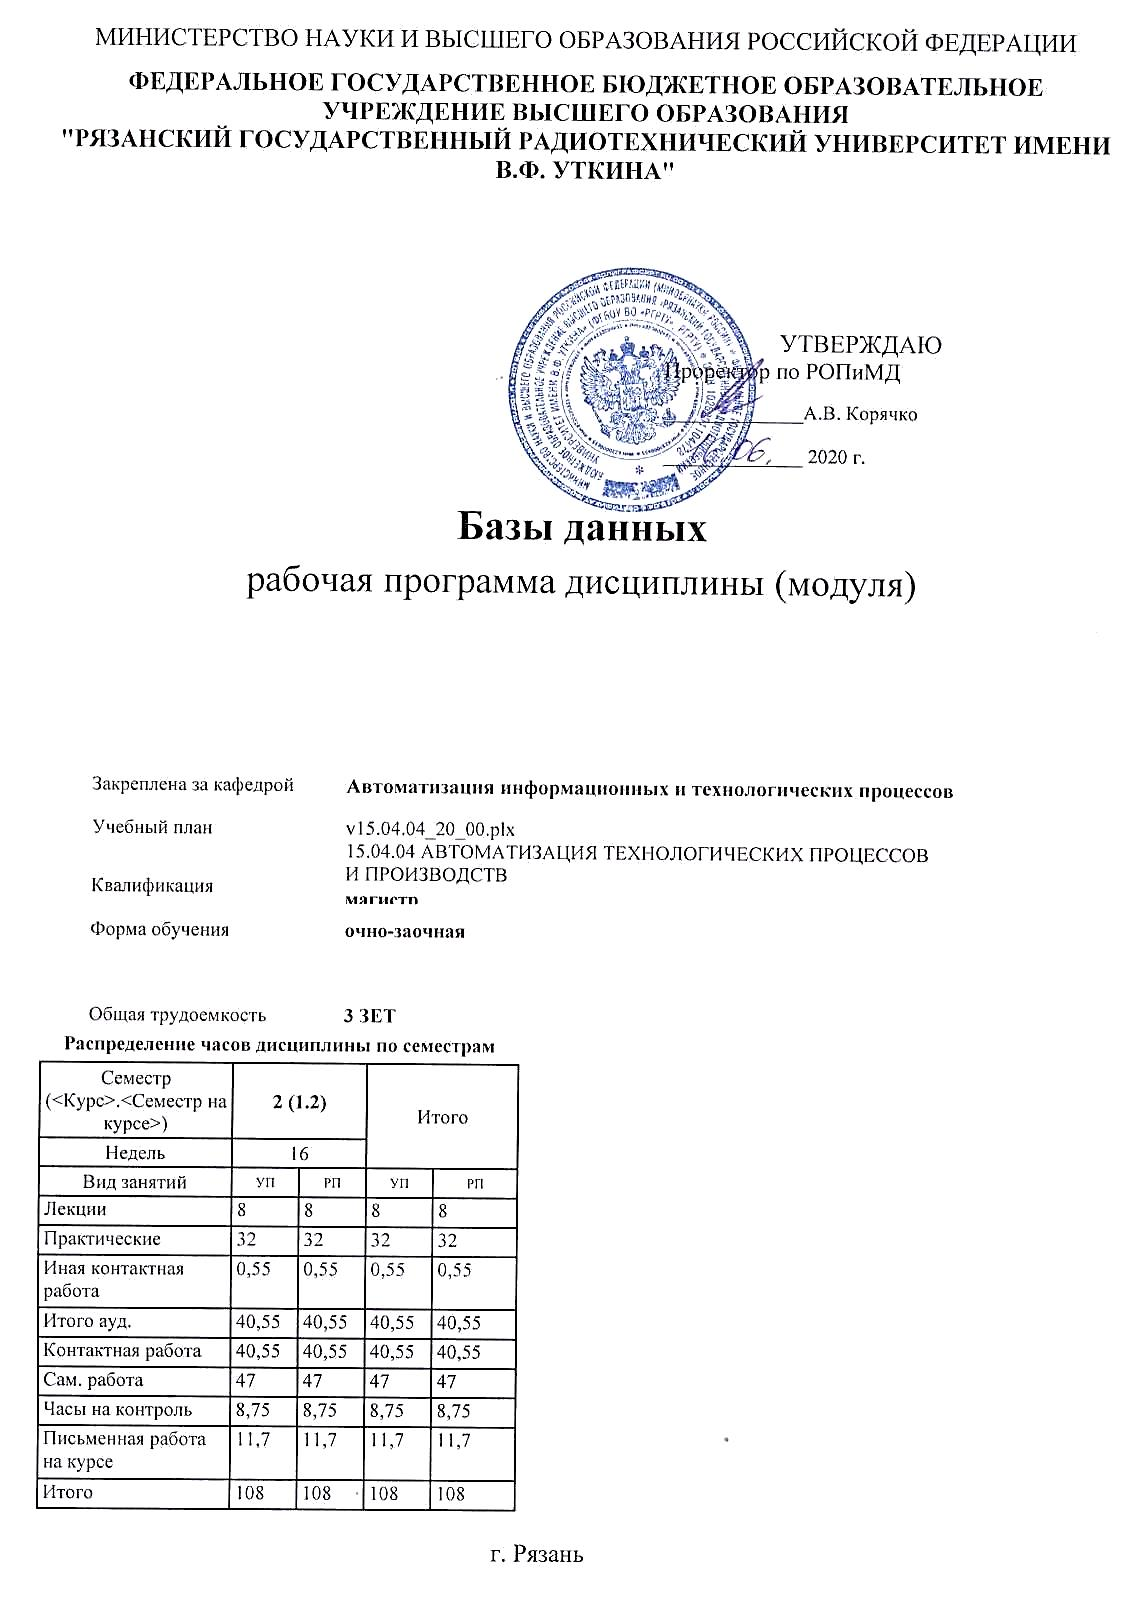 МИНИСТЕРСТВО НАУКИ И ВЫСШЕГО ОБРАЗОВАНИЯ РОССИЙСКОЙ ФЕДЕРАЦИИ
ФЕДЕРАЛЬНОЕ ГОСУДАРСТВЕННОЕ БЮДЖЕТНОЕ ОБРАЗОВАТЕЛЬНОЕ
УЧРЕЖДЕНИЕ ВЫСШЕГО ОБРАЗОВАНИЯ
"РЯЗАНСКИЙ ГОСУДАРСТВЕННЫЙ РАДИОТЕХНИЧЕСКИЙ УНИВЕРСИТЕТ ИМЕНИ
В.Ф. УТКИНА"
УТВЕРЖДАЮ
Проректор по РОПиМД
А.В. Корячко
2020 г.
Базы данных
рабочая программа дисциплины (модуля)
Закреплена за кафедрой Автоматизация информационных и технологических процессов
Учебный план v15.04.04_20_00.plx
15.04.04 АВТОМАТИЗАЦИЯ ТЕХНОЛОГИЧЕСКИХ ПРОЦЕССОВ
И ПРОИЗВОДСТВ
Квалификация магистр
Форма обучения очно-заочная
Общая трудоемкость 3 ЗЕТ
Распределение часов дисциплины по семестрам
Семестр (<Курс>.<Семестр на курсе>) 2 (1.2) Итого
Недель 16
Вид занятий УП РП УП РП
Лекции 8 8 8 8
Практические 32 32 32 32
Иная контактная работа 0,55 0,55 0,55 0,55
Итого ауд. 40,55 40,55 40,55 40,55
Контактная работа 40,55 40,55 40,55 40,55
Сам. работа 47 47 47 47
Часы на контроль 8,75 8,75 8,75 8,75
Письменная работа на курсе 11,7 11,7 11,7 11,7
Итого 108 108 108 108
г. Рязань